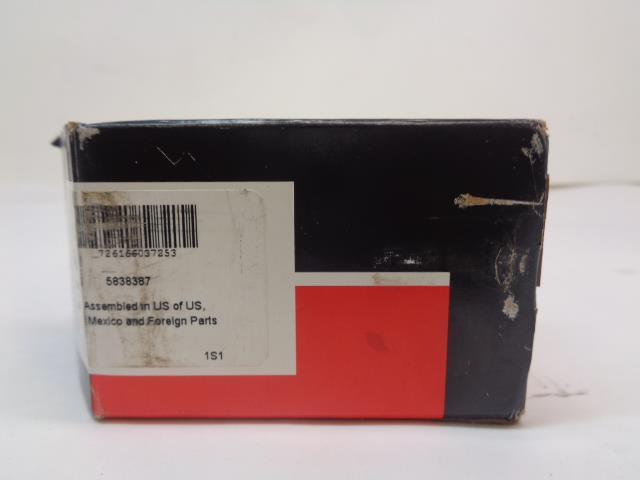 726166037253
5838387
Assembled in US of US,
Mexico and Foreign Parts
1S1